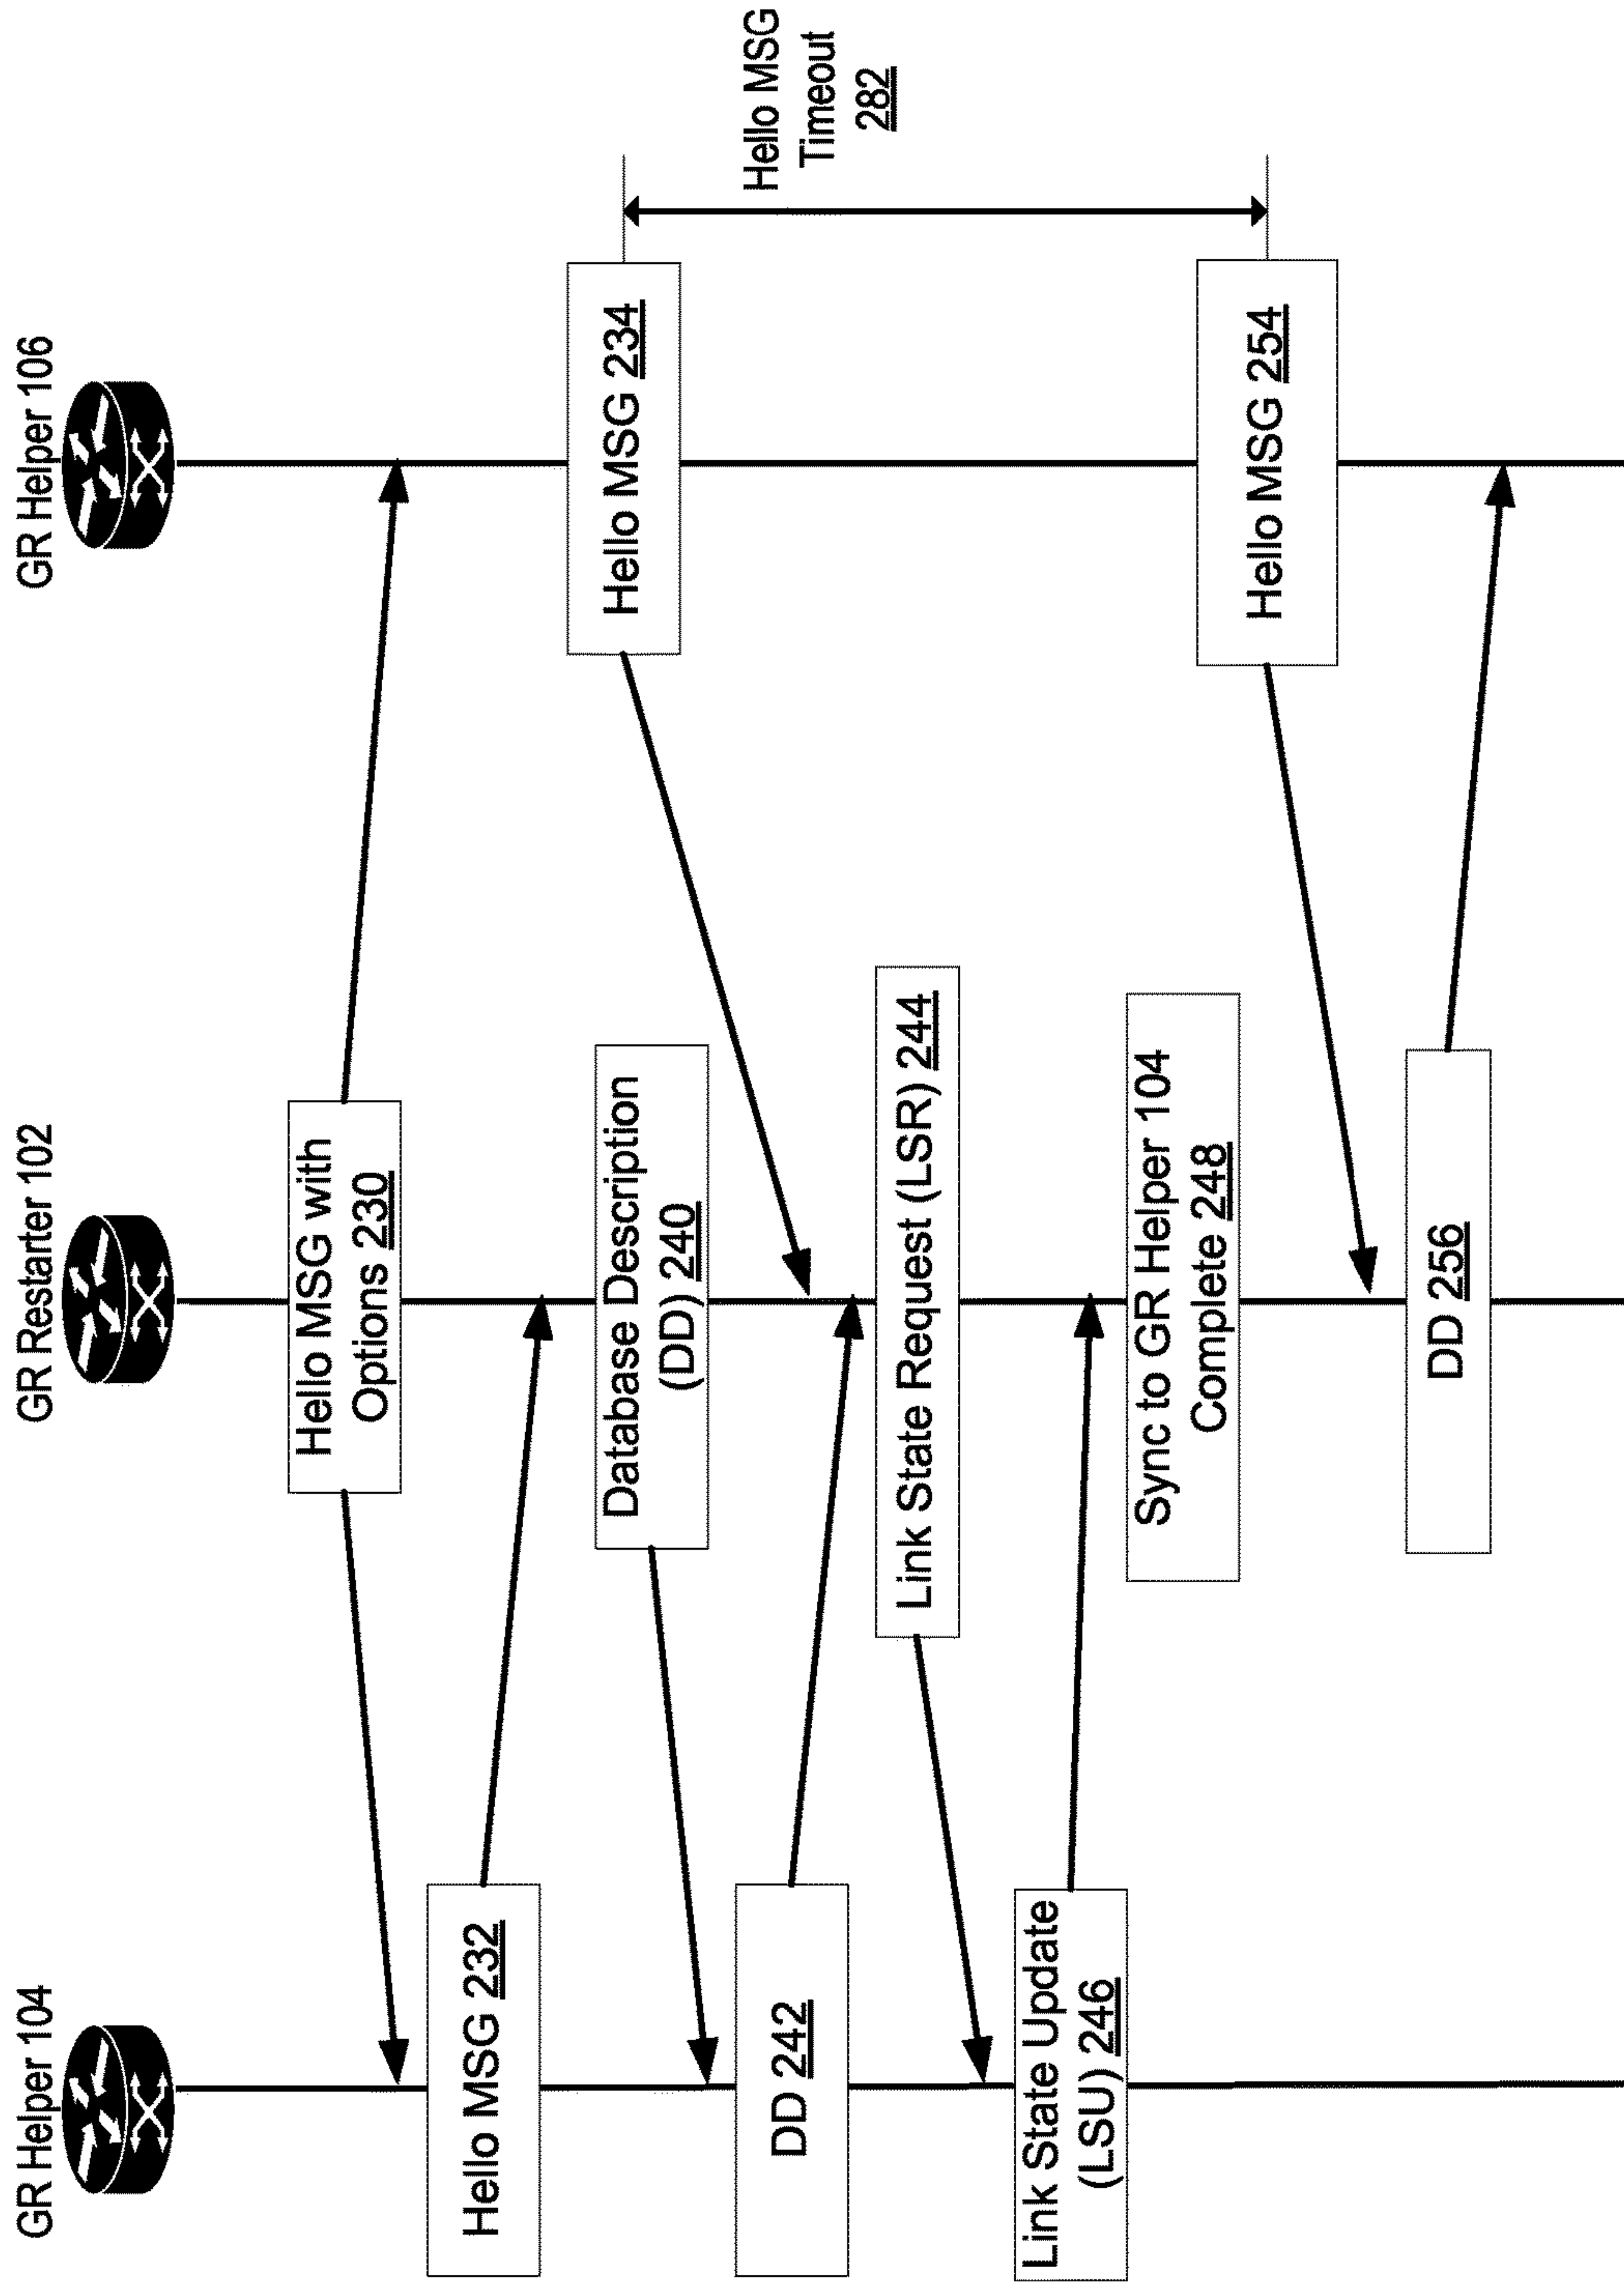 GR Helper 104
GR Restarter 102
GR Helper 106
Hello MSG with
Options 230
Hello MSG 232
Hello MSG 234
Database Description
(DD) 240
DD 242
Hello MSG
Timeout
282
Link State Request (LSR) 244
Link State Update
(LSU) 246
Sync to GR Helper 104
Complete 248
Hello MSG 254
DD 256